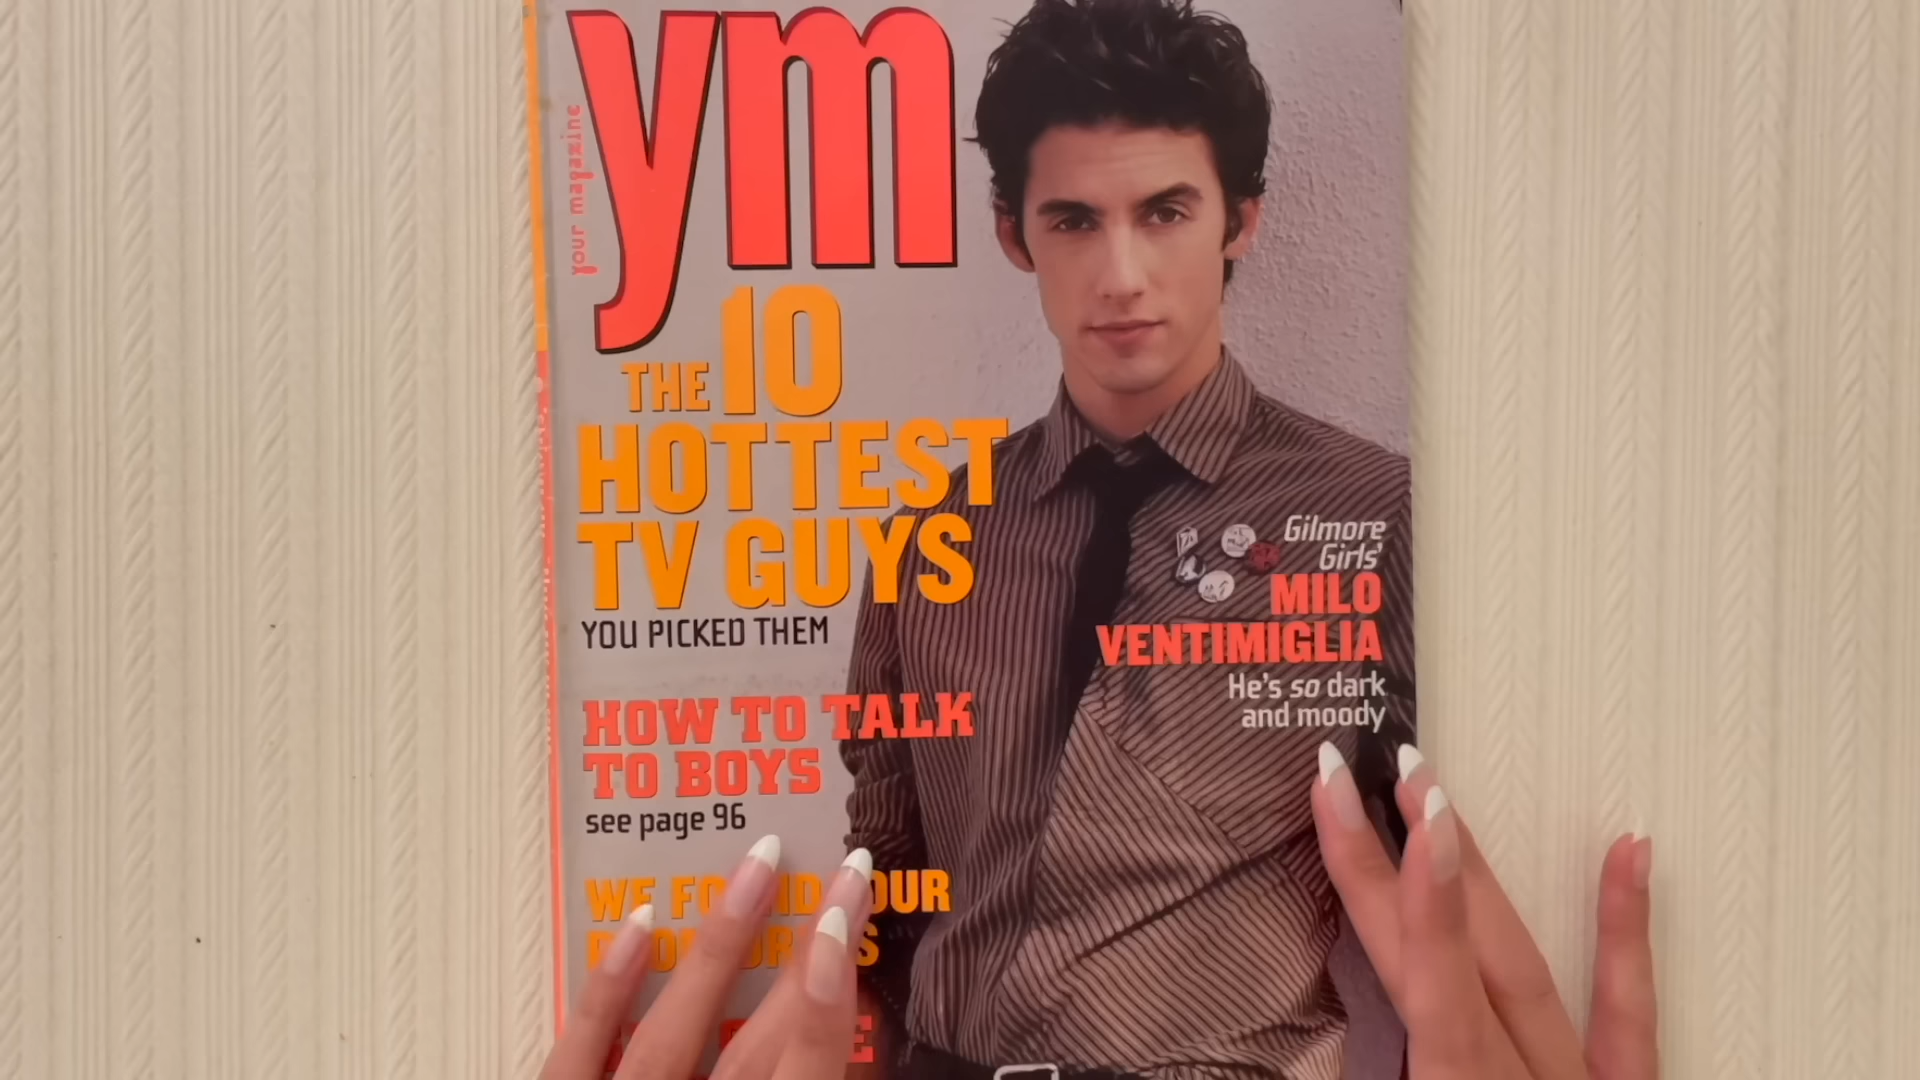 ym
your magazine
THE 10
HOTTEST
TV GUYS
YOU PICKED THEM
HOW TO TALK
TO BOYS
see page 96
Gilmore
Girls'
MILO
VENTIMIGLIA
He's so dark
and moody